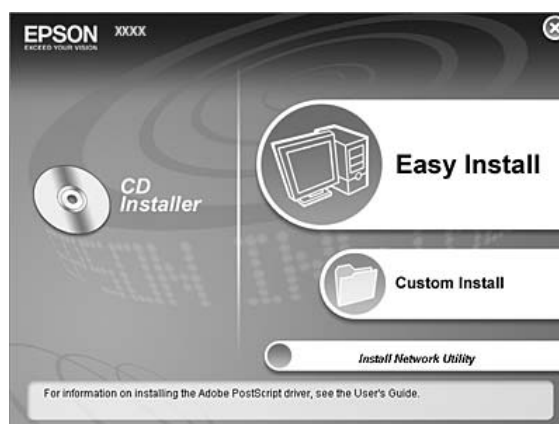 EPSON XXXX
EXCEED YOUR VISION
CD
Installer
Easy Install
Custom Install
Install Network Utility
For information on installing the Adobe PostScript driver, see the User's Guide.